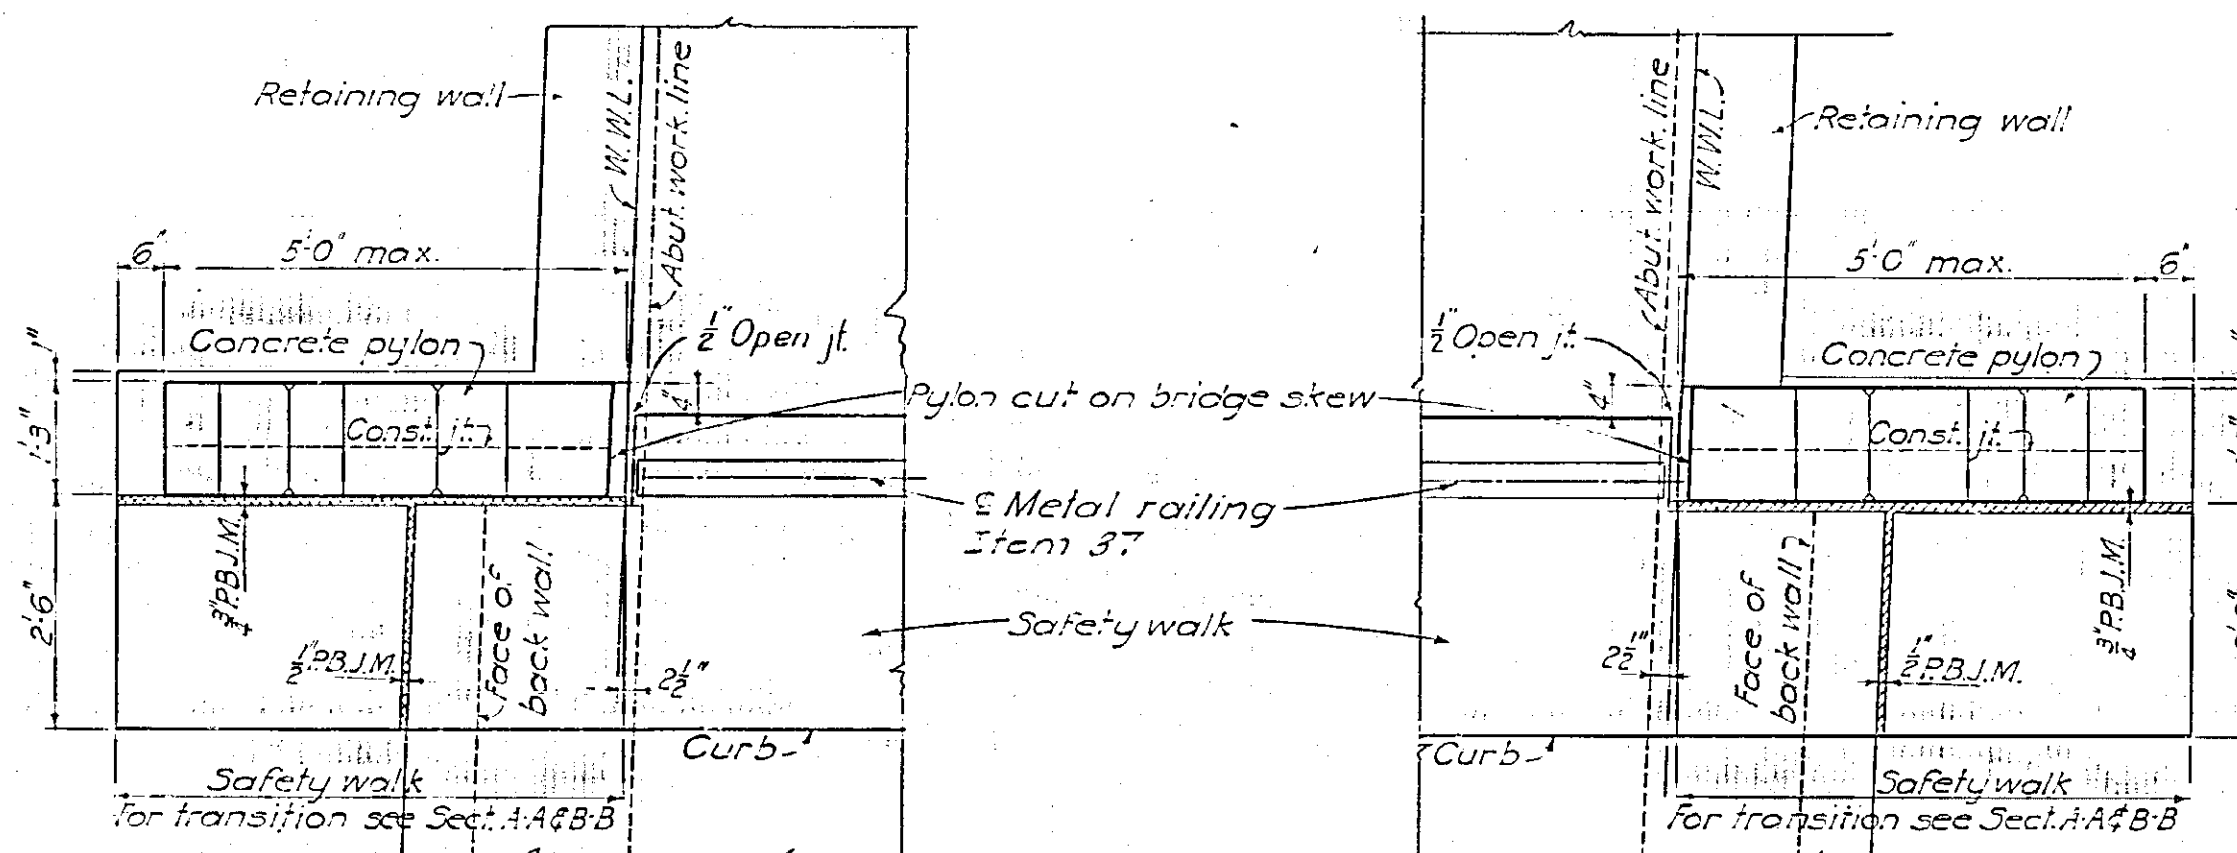 Retaining wall
W.W.L.
Abut. work. line
6"
5'-0" max.
Concrete pylon
1/2" Open jt.
1"
1'-3"
2'-6"
4"
Const. jt.
3/4" P.B.J.M.
1/2" P.B.J.M.
Face of
back wall
2 1/2"
Curb
Safety walk
For transition see Sect. A-A & B-B
Pylon cut on bridge skew
℄ Metal railing
Item 37
Safety walk
Abut. work line
W.W.L.
Retaining wall
5'-0" max.
6"
1/2" Open jt.
4"
Concrete pylon
Const. jt.
3/4" P.B.J.M.
1/2" P.B.J.M.
Face of
back wall
2 1/2"
Curb
Safety walk
For transition see Sect. A-A & B-B